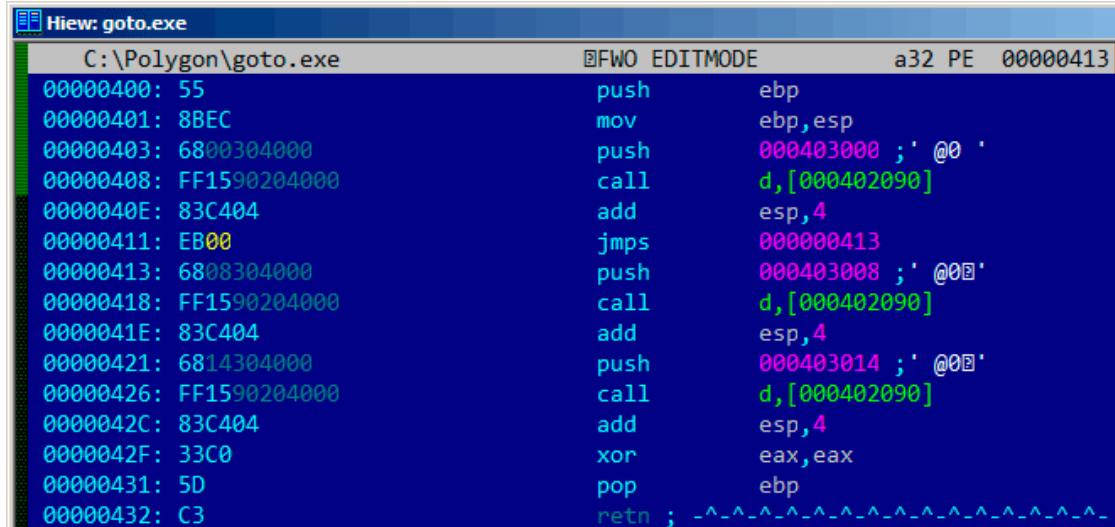 Hiew: goto.exe
C:\Polygon\goto.exe ⍰FWO EDITMODE a32 PE 00000413
00000400: 55 push ebp
00000401: 8BEC mov ebp,esp
00000403: 6800304000 push 000403000 ;' @0 '
00000408: FF1590204000 call d,[000402090]
0000040E: 83C404 add esp,4
00000411: EB00 jmps 000000413
00000413: 6808304000 push 000403008 ;' @0⍰'
00000418: FF1590204000 call d,[000402090]
0000041E: 83C404 add esp,4
00000421: 6814304000 push 000403014 ;' @0⍰'
00000426: FF1590204000 call d,[000402090]
0000042C: 83C404 add esp,4
0000042F: 33C0 xor eax,eax
00000431: 5D pop ebp
00000432: C3 retn ; -^-^-^-^-^-^-^-^-^-^-^-^-^-^-^-